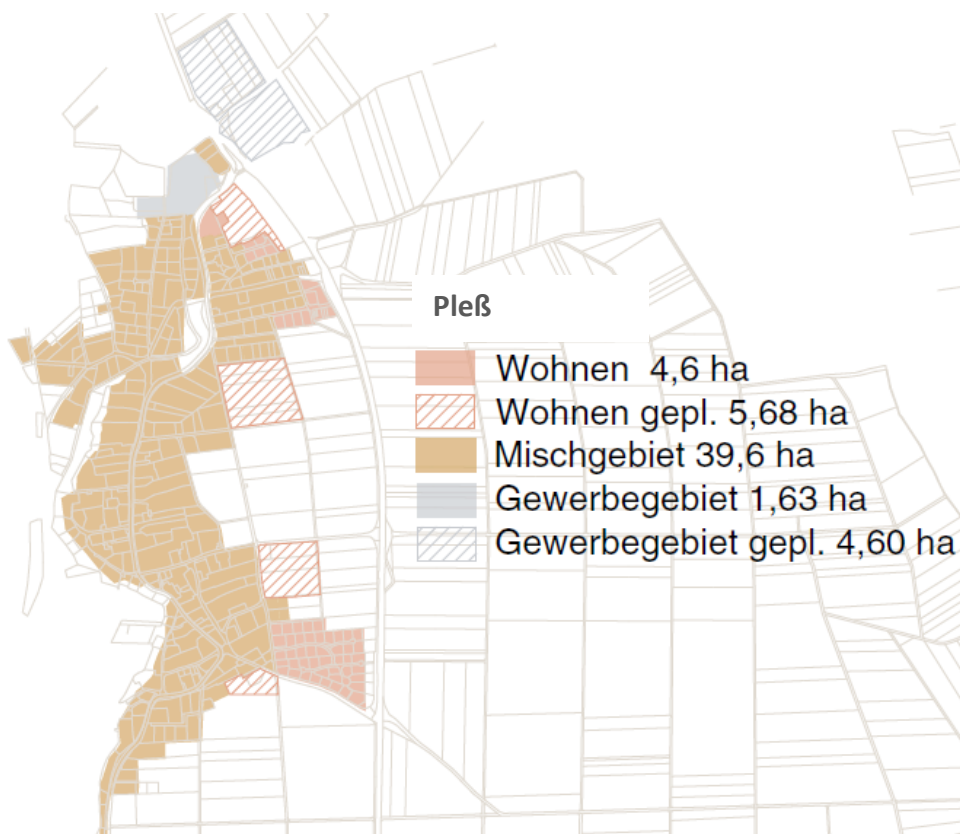 Pleß
Wohnen 4,6 ha
Wohnen gepl. 5,68 ha
Mischgebiet 39,6 ha
Gewerbegebiet 1,63 ha
Gewerbegebiet gepl. 4,60 ha